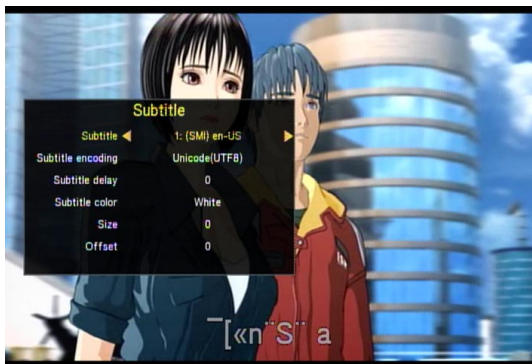 Subtitle
Subtitle 1: (SMI) en-US
Subtitle encoding Unicode(UTF8)
Subtitle delay 0
Subtitle color White
Size 0
Offset 0
¯[«n¨S¨ a